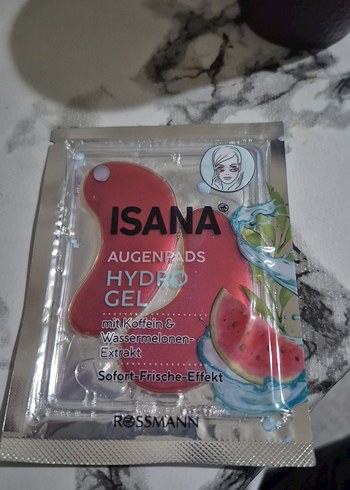 ISANA
AUGENPADS
HYDRO
GEL
mit Koffein &
Wassermelonen-
Extrakt
Sofort-Frische-Effekt
ROSSMANN